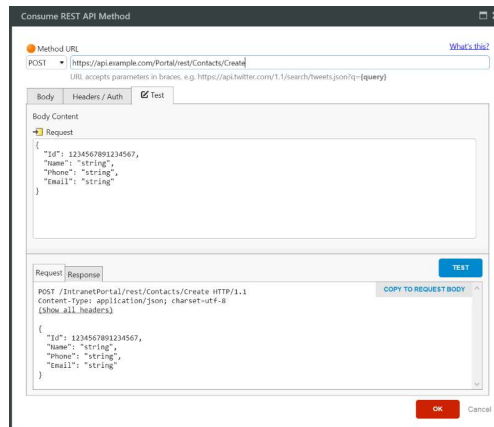 Consume REST API Method
Method URL
What's this?
POST
https://api.example.com/Portal/rest/Contacts/Create
URL accepts parameters in braces, e.g. https://api.twitter.com/1.1/search/tweets.json?q={query}
Body
Headers / Auth
Test
Body Content
Request
{
"Id": 1234567891234567,
"Name": "string",
"Phone": "string",
"Email": "string"
}
TEST
Request
Response
COPY TO REQUEST BODY
POST /IntranetPortal/rest/Contacts/Create HTTP/1.1
Content-Type: application/json; charset=utf-8
(Show all headers)
{
"Id": 1234567891234567,
"Name": "string",
"Phone": "string",
"Email": "string"
}
OK
Cancel